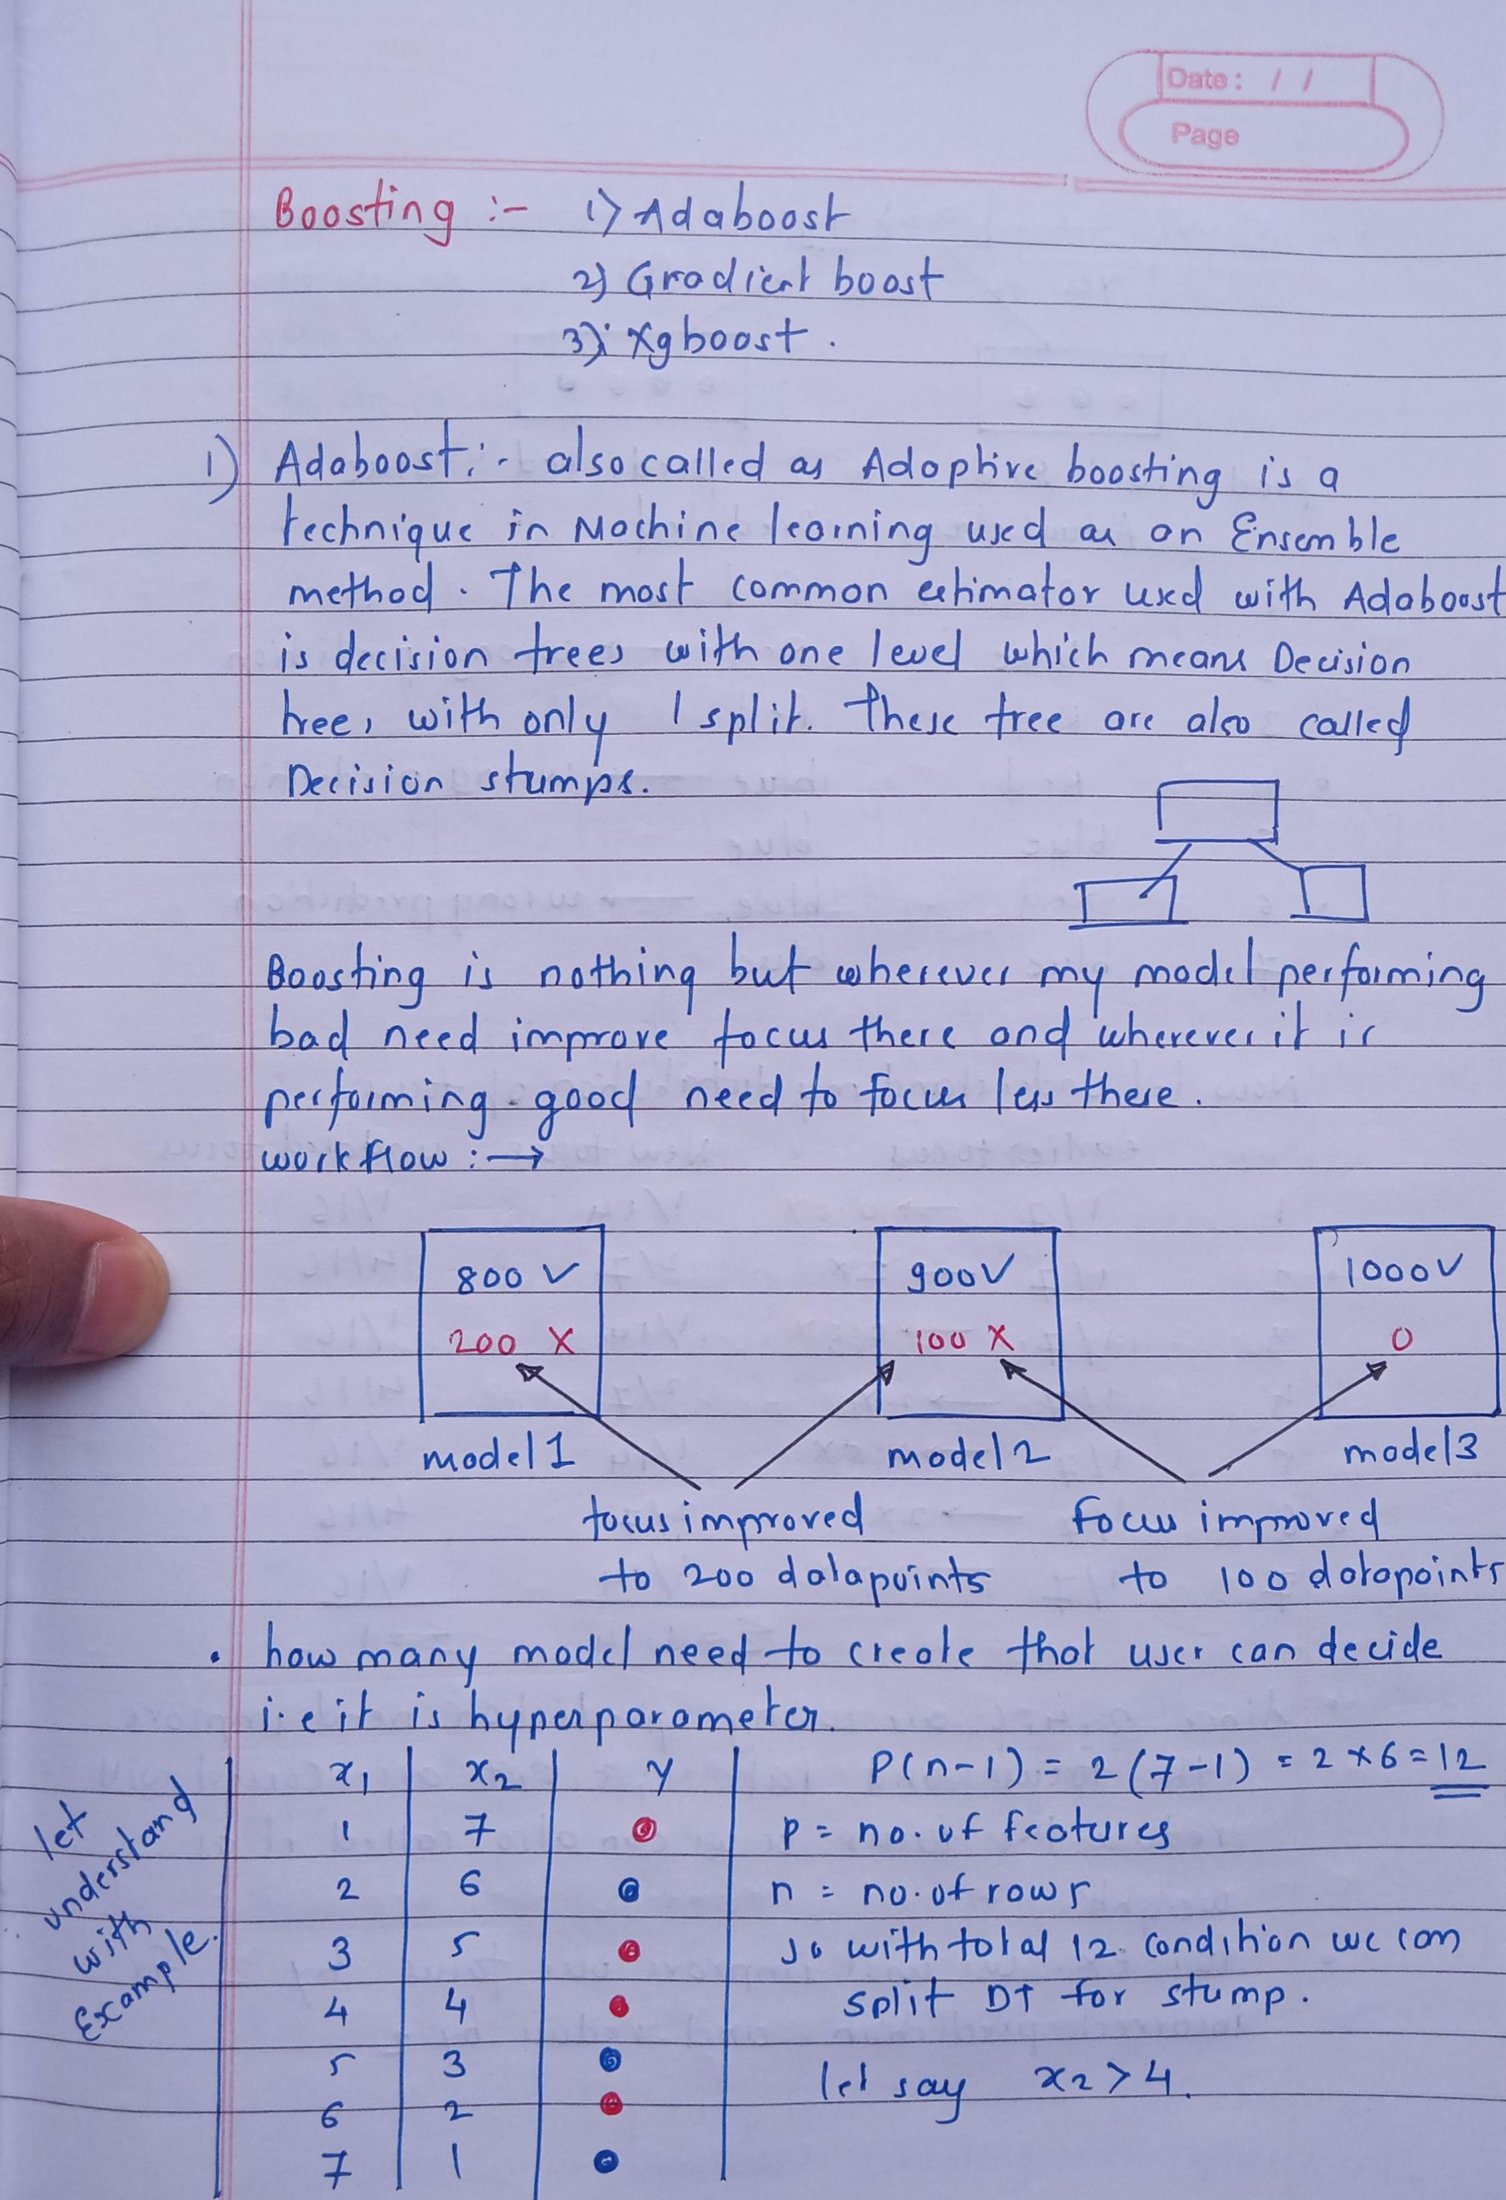 Date: / /
Page
Boosting :- 1) Adaboost
2) Gradient boost
3) Xgboost.
1) Adaboost:- also called as Adaptive boosting is a
technique in Machine learning used as an Ensemble
method. The most common estimator used with Adaboost
is decision trees with one level which means Decision
trees with only 1 split. These tree are also called
Decision stumps.
Boosting is nothing but wherever my model performing
bad need improve focus there and wherever it is
performing good need to focus less there.
workflow :→
800 ✓ 900 ✓ 1000 ✓
200 X 100 X 0
model 1 model 2 model 3
focus improved focus improved
to 200 datapoints to 100 datapoints
• how many model need to create that user can decide
i.e it is hyperparameter.
let
understand
with
Example.
x1 x2 y P(n-1) = 2(7-1) = 2*6 = 12
1 7 P = no. of features
2 6 n = no. of rows
3 5 so with total 12 condition we can
4 4 split DT for stump.
5 3 let say x2 > 4.
6 2
7 1